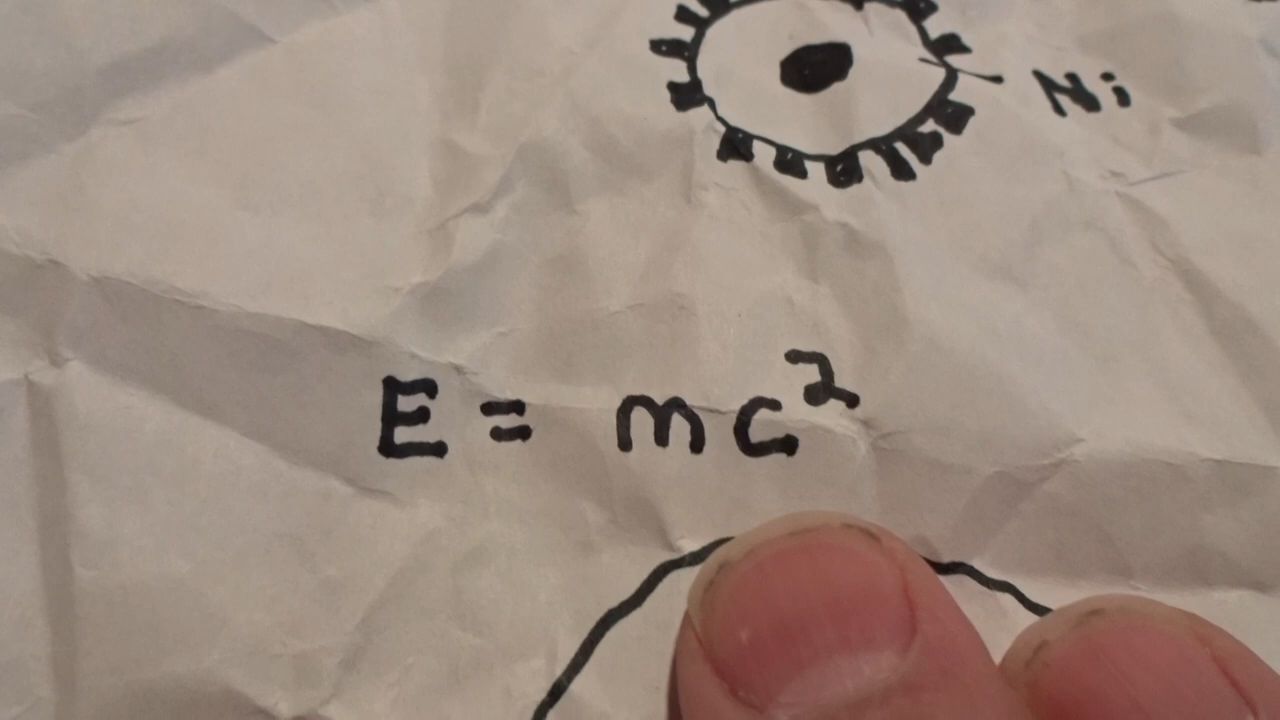 Ni
E = mc²